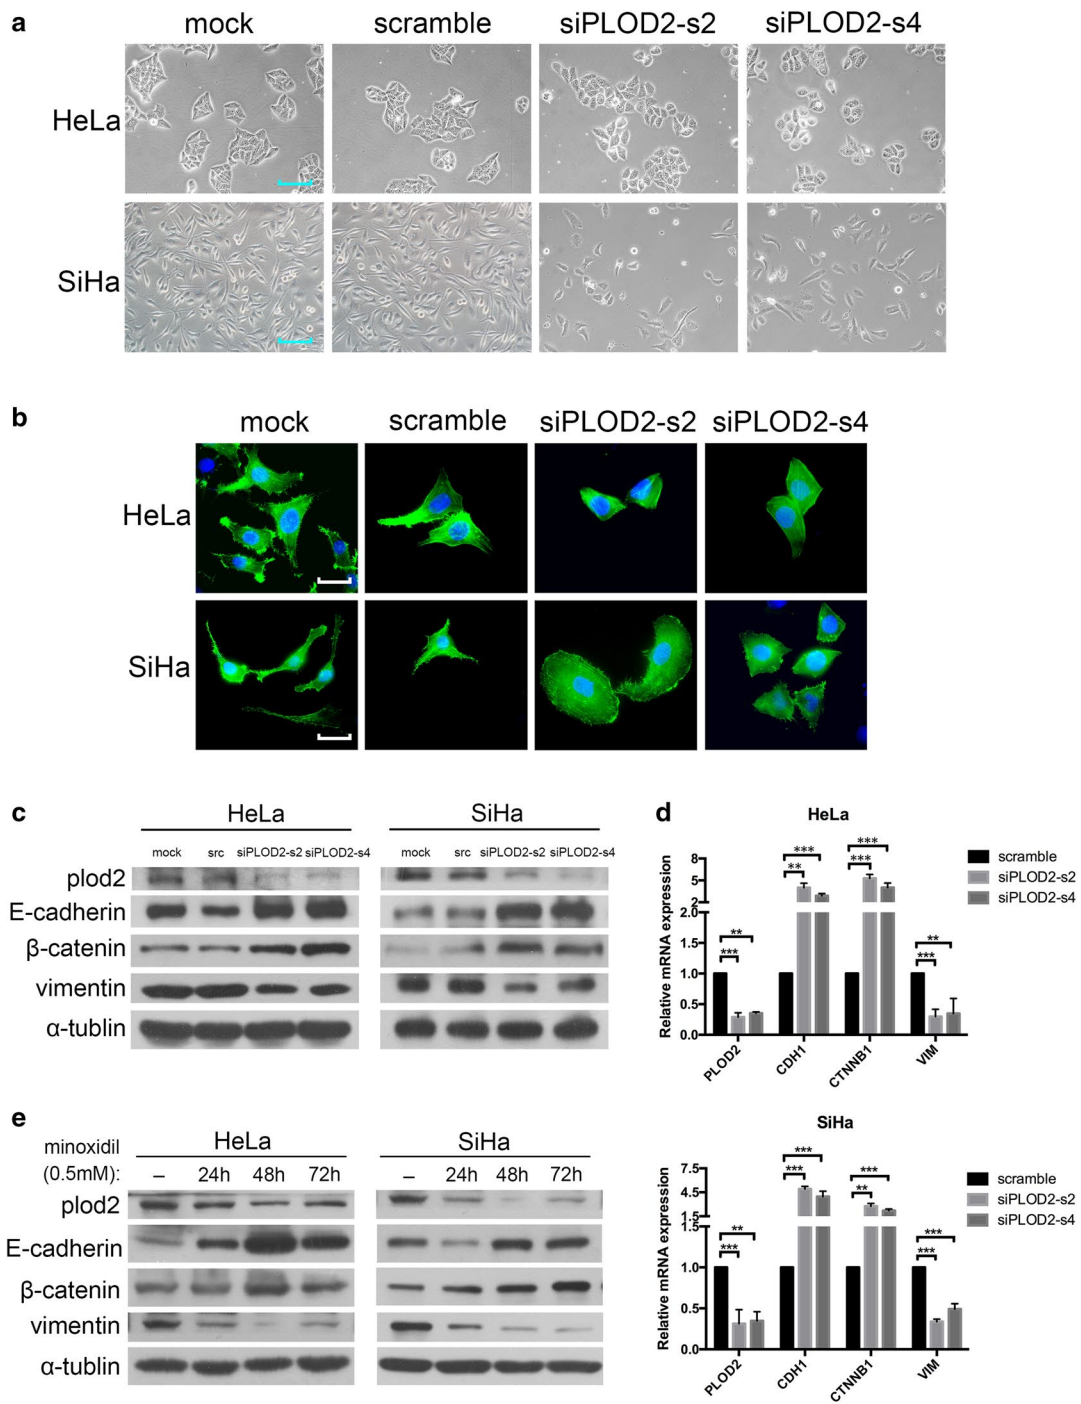 a
mock scramble siPLOD2-s2 siPLOD2-s4
HeLa
SiHa
b
mock scramble siPLOD2-s2 siPLOD2-s4
HeLa
SiHa
c
HeLa SiHa
mock src siPLOD2-s2 siPLOD2-s4 mock src siPLOD2-s2 siPLOD2-s4
plod2
E-cadherin
β-catenin
vimentin
α-tublin
d
HeLa
Relative mRNA expression
8
5
2
2.0
1.5
1.0
0.5
0.0
*** **
** ***
*** ***
*** **
PLOD2 CDH1 CTNNB1 VIM
scramble
siPLOD2-s2
siPLOD2-s4
e
minoxidil
(0.5mM):
HeLa SiHa
– 24h 48h 72h – 24h 48h 72h
plod2
E-cadherin
β-catenin
vimentin
α-tublin
SiHa
Relative mRNA expression
7.5
4.5
1.5
1.5
1.0
0.5
0.0
*** **
*** ***
** ***
*** ***
PLOD2 CDH1 CTNNB1 VIM
scramble
siPLOD2-s2
siPLOD2-s4